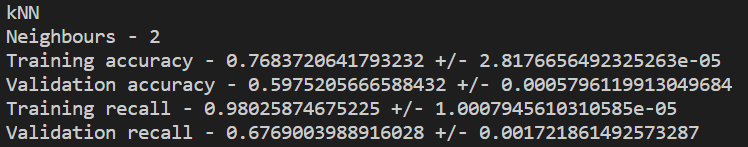 kNN
Neighbours - 2
Training accuracy - 0.7683720641793232 +/- 2.8176656492325263e-05
Validation accuracy - 0.5975205666588432 +/- 0.0005796119913049684
Training recall - 0.98025874675225 +/- 1.0007945610310585e-05
Validation recall - 0.6769003988916028 +/- 0.001721861492573287